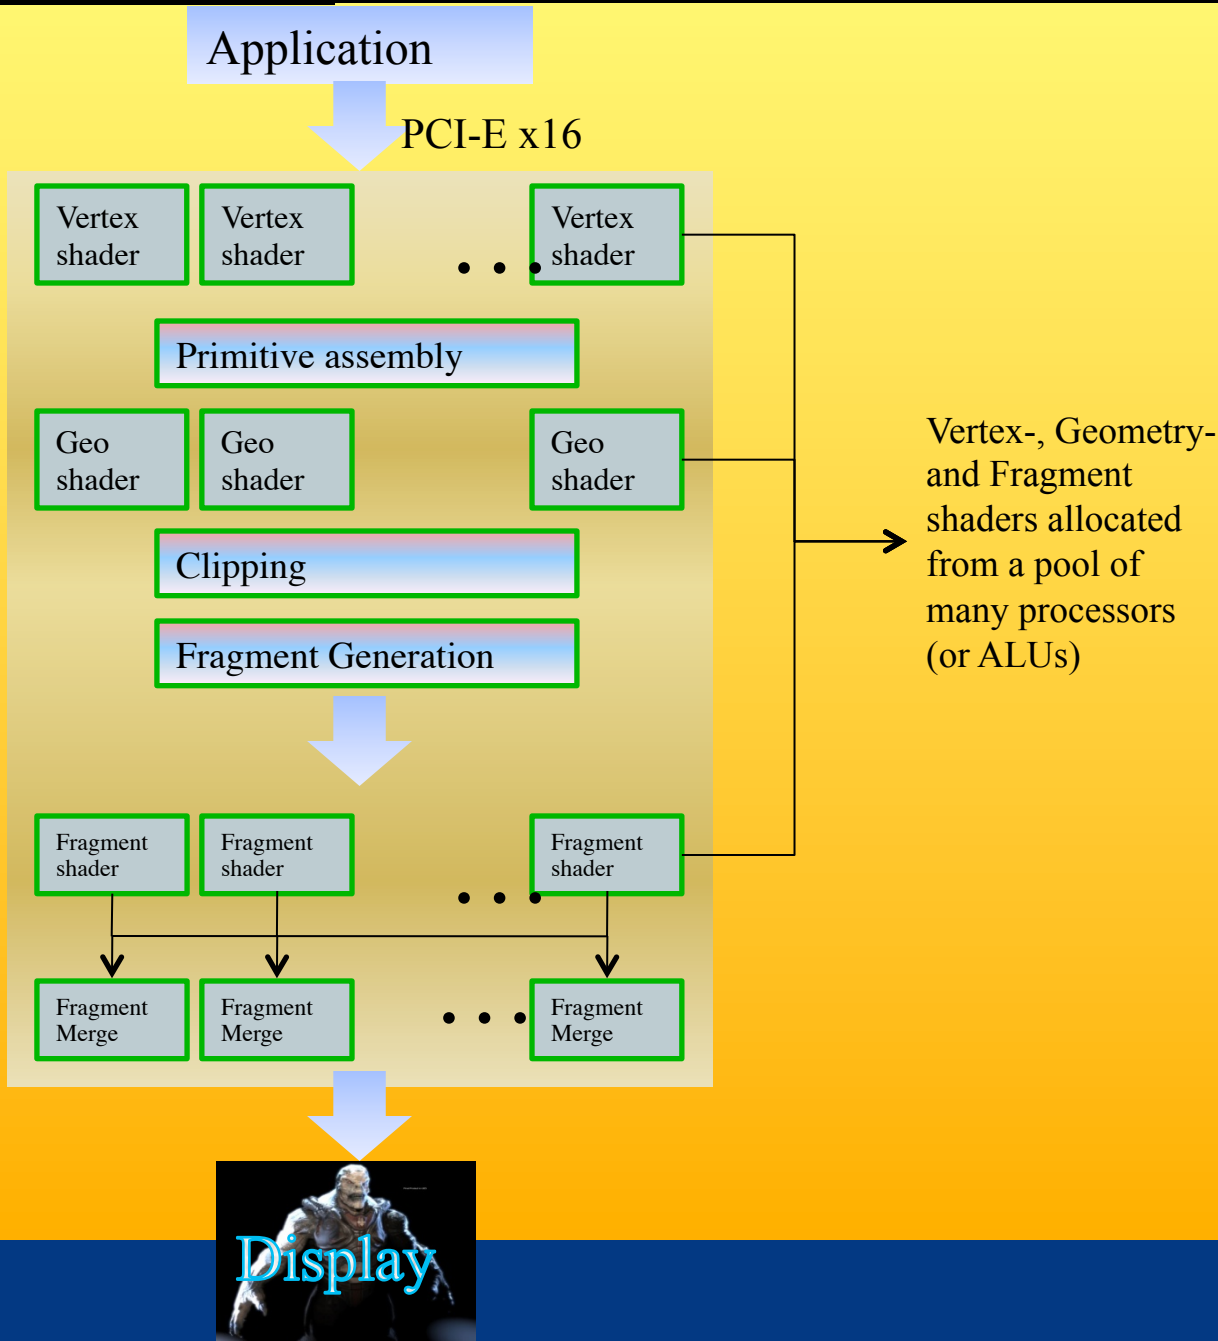 Application
PCI-E x16
Vertex
shader
Vertex
shader
Vertex
shader
Primitive assembly
Geo
shader
Geo
shader
Geo
shader
Clipping
Fragment Generation
Vertex-, Geometry-
and Fragment
shaders allocated
from a pool of
many processors
(or ALUs)
Fragment
shader
Fragment
shader
Fragment
shader
Fragment
Merge
Fragment
Merge
Fragment
Merge
Display